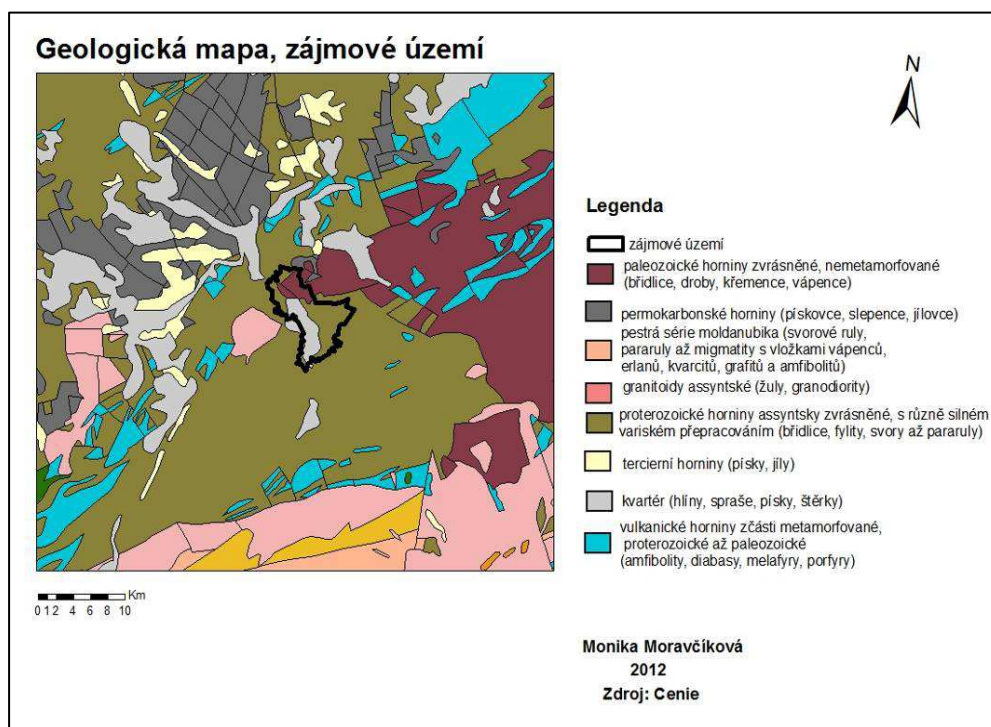 Geologická mapa, zájmové území
N
Legenda
zájmové území
paleozoické horniny zvrásněné, nemetamorfované
(břidlice, droby, křemence, vápence)
permokarbonské horniny (pískovce, slepence, jílovce)
pestrá série moldanubika (svorové ruly,
pararuly až migmatity s vložkami vápenců,
erlanů, kvarcitů, grafitů a amfibolitů)
granitoidy assyntské (žuly, granodiority)
proterozoické horniny assyntsky zvrásněné, s různě silném
variském přepracováním (břidlice, fylity, svory až pararuly)
tercierní horniny (písky, jíly)
kvartér (hlíny, spraše, písky, štěrky)
vulkanické horniny zčásti metamorfované,
proterozoické až paleozoické
(amfibolity, diabasy, melafyry, porfyry)
Km
0 1 2 4 6 8 10
Monika Moravčíková
2012
Zdroj: Cenie